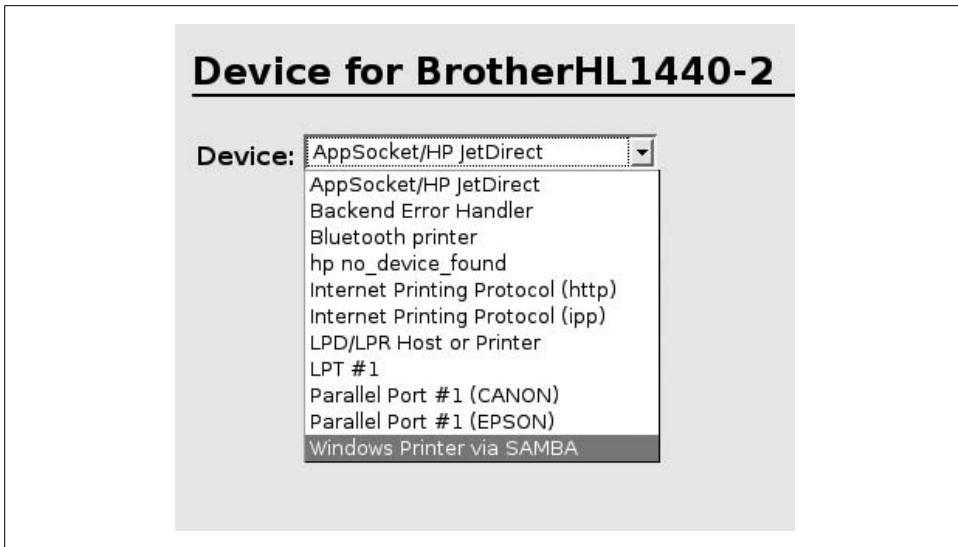 Device for BrotherHL1440-2
Device: AppSocket/HP JetDirect
AppSocket/HP JetDirect
Backend Error Handler
Bluetooth printer
hp no_device_found
Internet Printing Protocol (http)
Internet Printing Protocol (ipp)
LPD/LPR Host or Printer
LPT #1
Parallel Port #1 (CANON)
Parallel Port #1 (EPSON)
Windows Printer via SAMBA